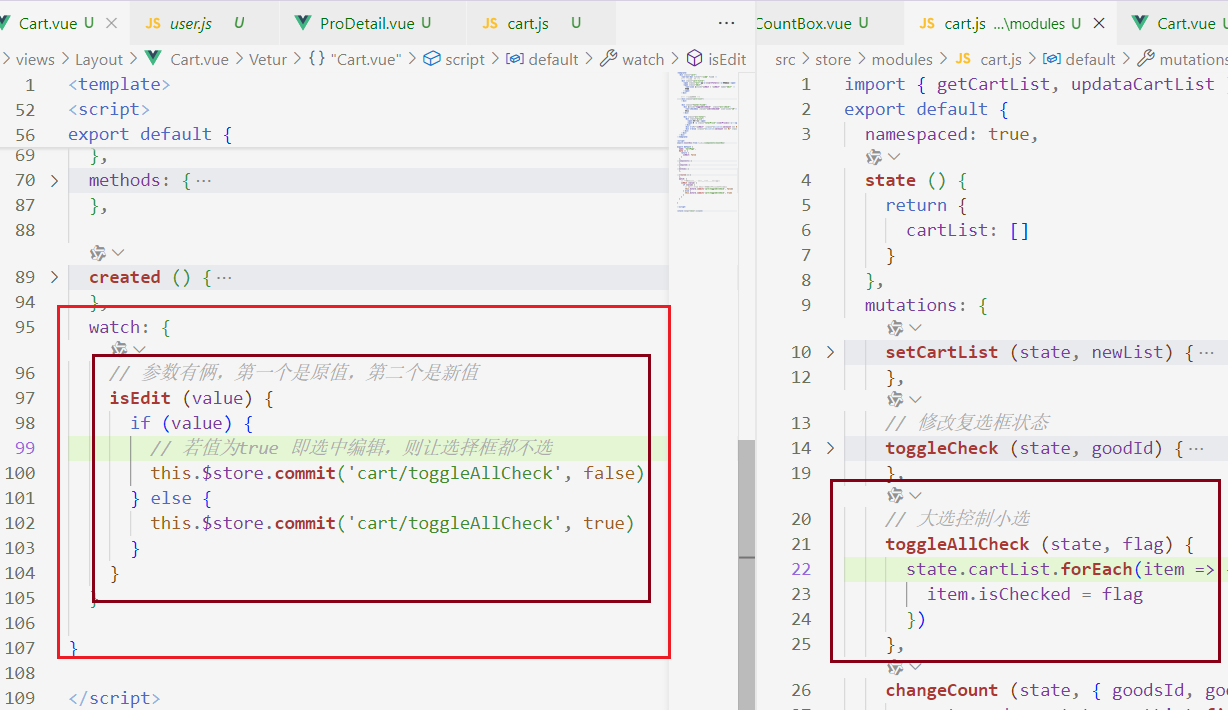 Cart.vue U
JS user.js U
ProDetail.vue U
JS cart.js U
···
views > Layout > Cart.vue > Vetur > {} "Cart.vue" > script > default > watch > isEdit
1 <template>
52 <script>
56 export default {
69 },
70 methods: { ···
87 },
88
89 created () { ···
94 },
95 watch: {
96 // 参数有俩，第一个是原值，第二个是新值
97 isEdit (value) {
98 if (value) {
99 // 若值为true 即选中编辑，则让选择框都不选
100 this.$store.commit('cart/toggleAllCheck', false)
101 } else {
102 this.$store.commit('cart/toggleAllCheck', true)
103 }
104 }
105 }
106
107 }
108
109 </script>
CountBox.vue U
JS cart.js ...\modules U
Cart.vue U
src > store > modules > JS cart.js > default > mutations
1 import { getCartList, updataCartList
2 export default {
3 namespaced: true,
4 state () {
5 return {
6 cartList: []
7 }
8 },
9 mutations: {
10 setCartList (state, newList) { ···
12 },
13 // 修改复选框状态
14 toggleCheck (state, goodId) { ···
19 },
20 // 大选控制小选
21 toggleAllCheck (state, flag) {
22 state.cartList.forEach(item =>
23 item.isChecked = flag
24 })
25 },
26 changeCount (state, { goodsId, goo